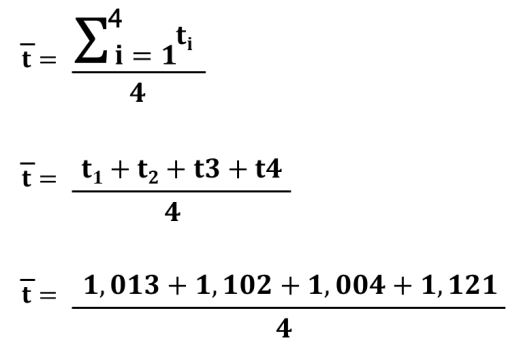 t̅ = ∑⁴ᵢ₌₁ tᵢ / 4
t̅ = t₁ + t₂ + t3 + t4 / 4
t̅ = 1,013 + 1,102 + 1,004 + 1,121 / 4